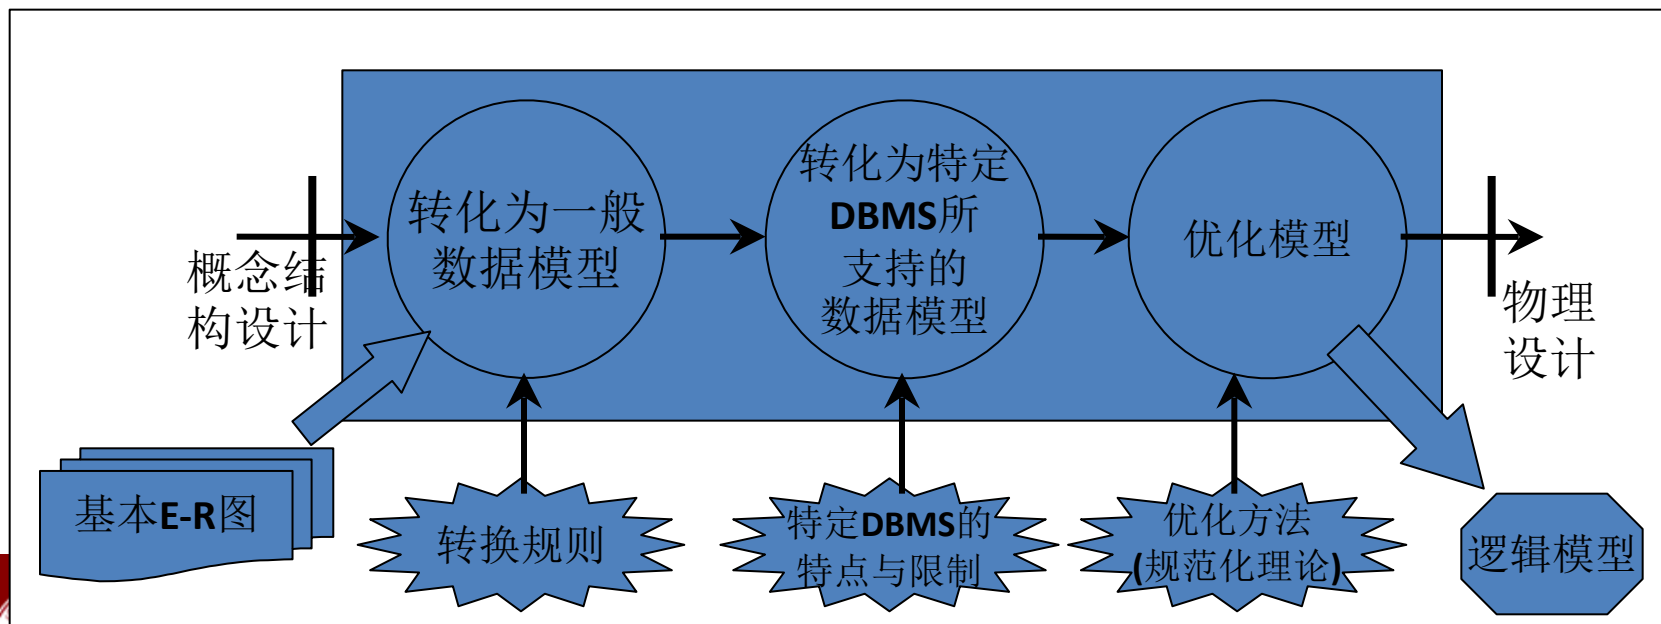 概念结
构设计
转化为一般
数据模型
转化为特定
DBMS所
支持的
数据模型
优化模型
物理
设计
基本E-R图
转换规则
特定DBMS的
特点与限制
优化方法
(规范化理论)
逻辑模型